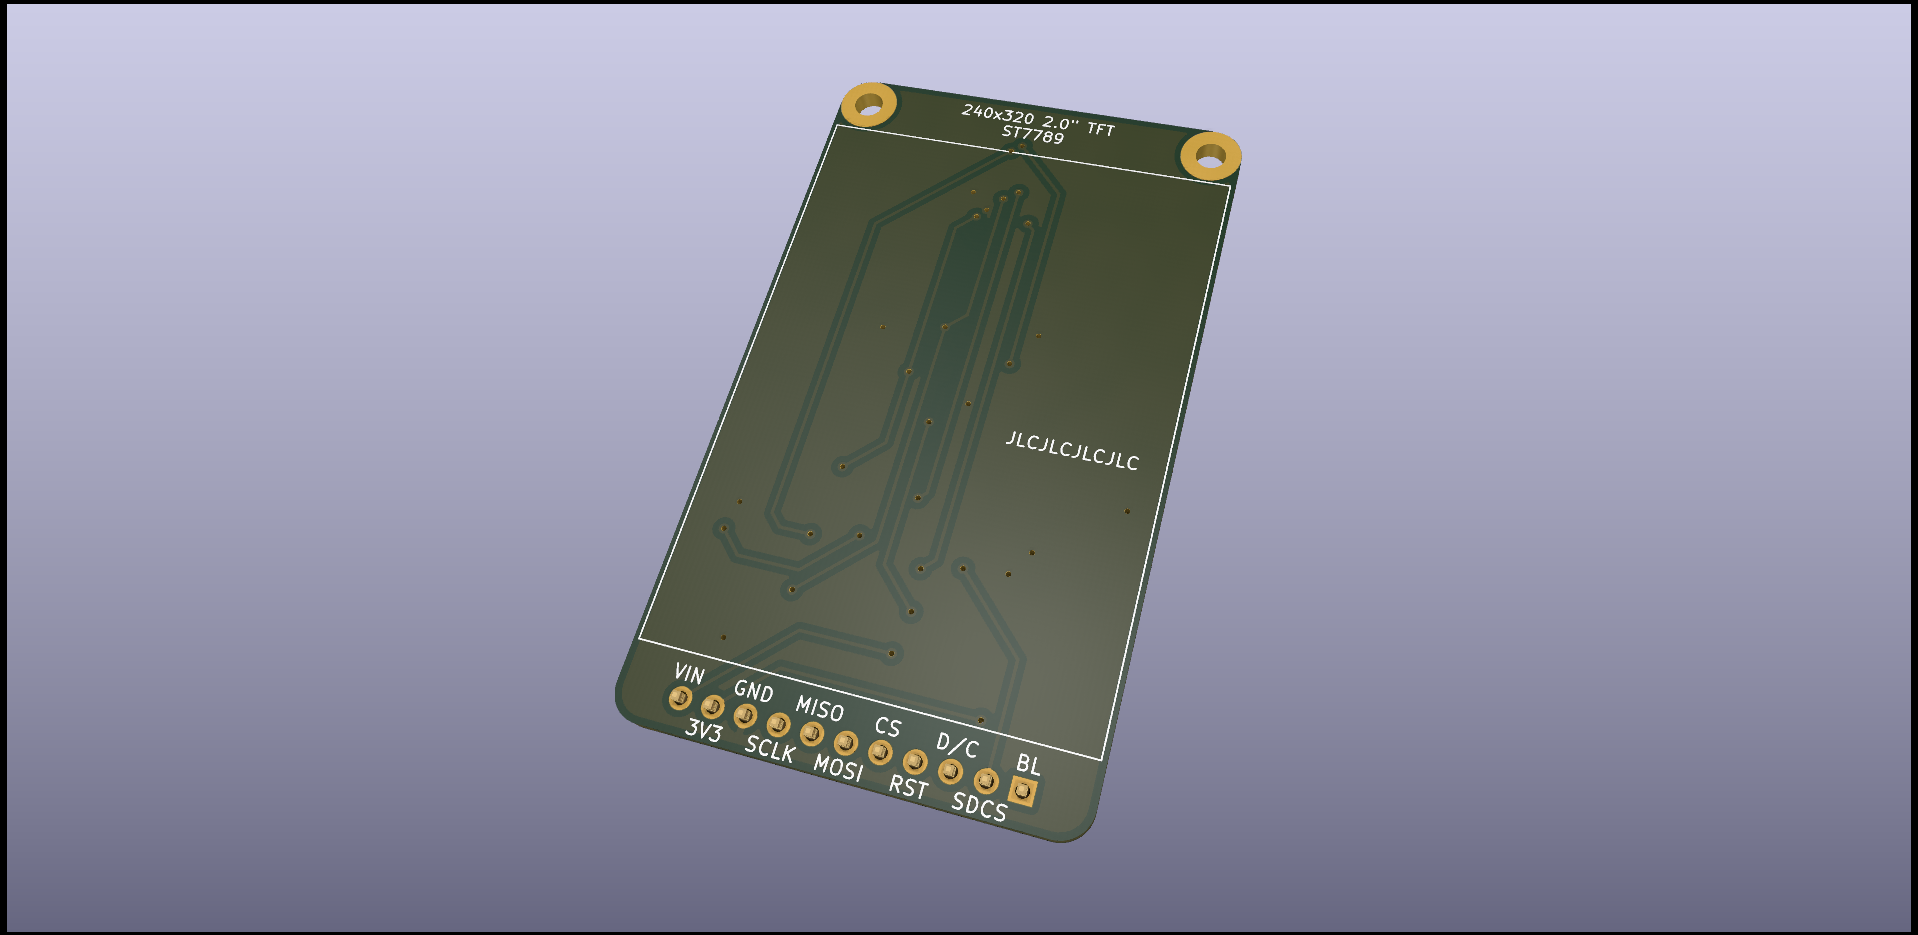 240x320 2.0" TFT
ST7789
JLCJLCJLCJLC
VIN GND MISO CS D/C BL
3V3 SCLK MOSI RST SDCS